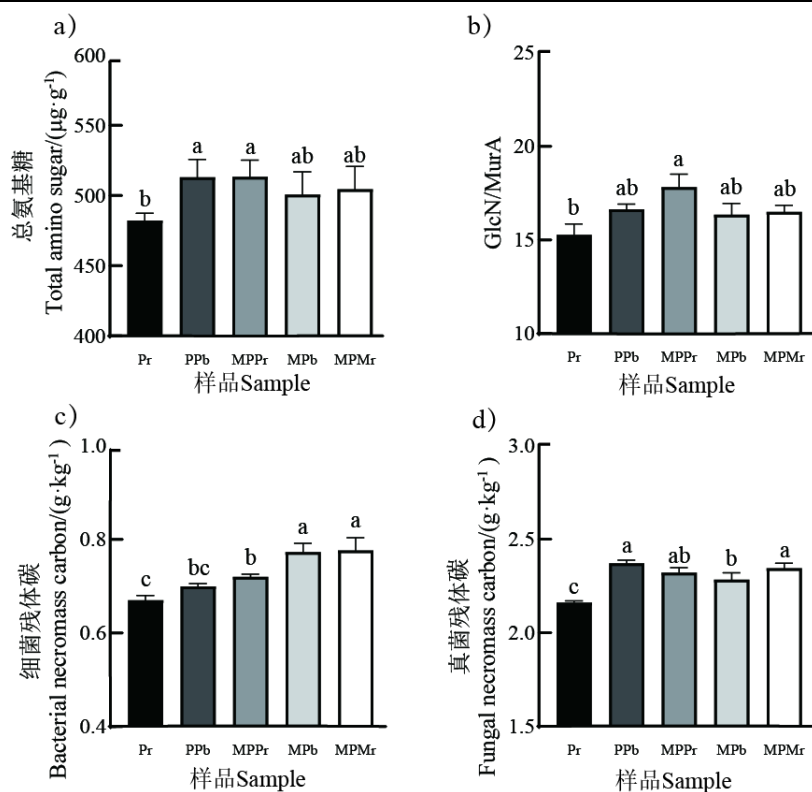 a)
总氨基糖
Total amino sugar/(μg·g⁻¹)
600
550
500
450
400
b
a
a
ab
ab
Pr PPb MPPr MPb MPMr
样品Sample
b)
GlcN/MurA
25
20
15
10
b
ab
a
ab
ab
Pr PPb MPPr MPb MPMr
样品Sample
c)
细菌残体碳
Bacterial necromass carbon/(g·kg⁻¹)
1.0
0.8
0.6
0.4
c
bc
b
a
a
Pr PPb MPPr MPb MPMr
样品Sample
d)
真菌残体碳
Fungal necromass carbon/(g·kg⁻¹)
3.0
2.5
2.0
1.5
c
a
ab
b
a
Pr PPb MPPr MPb MPMr
样品Sample